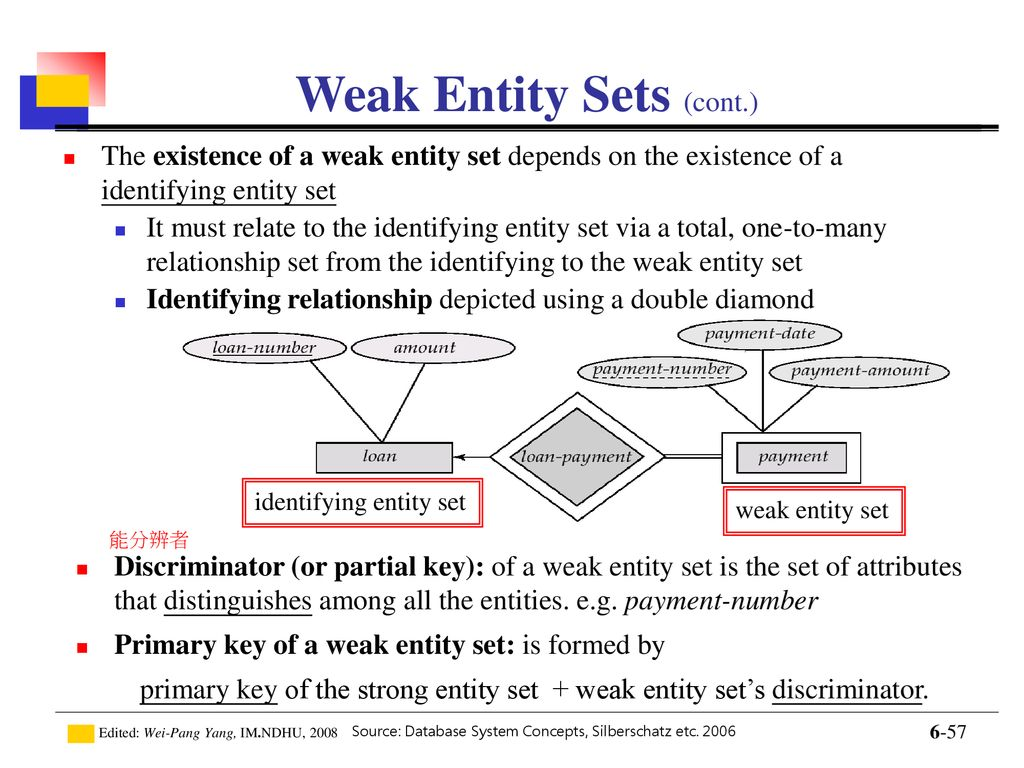 Weak Entity Sets (cont.)
The existence of a weak entity set depends on the existence of a
identifying entity set
It must relate to the identifying entity set via a total, one-to-many
relationship set from the identifying to the weak entity set
Identifying relationship depicted using a double diamond
payment-date
loan-number amount
payment-number payment-amount
loan loan-payment payment
identifying entity set
weak entity set
能分辨者
Discriminator (or partial key): of a weak entity set is the set of attributes
that distinguishes among all the entities. e.g. payment-number
Primary key of a weak entity set: is formed by
primary key of the strong entity set + weak entity set’s discriminator.
Edited: Wei-Pang Yang, IM.NDHU, 2008 Source: Database System Concepts, Silberschatz etc. 2006 6-57